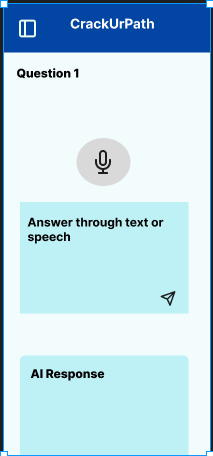 CrackUrPath
Question 1
Answer through text or
speech
AI Response